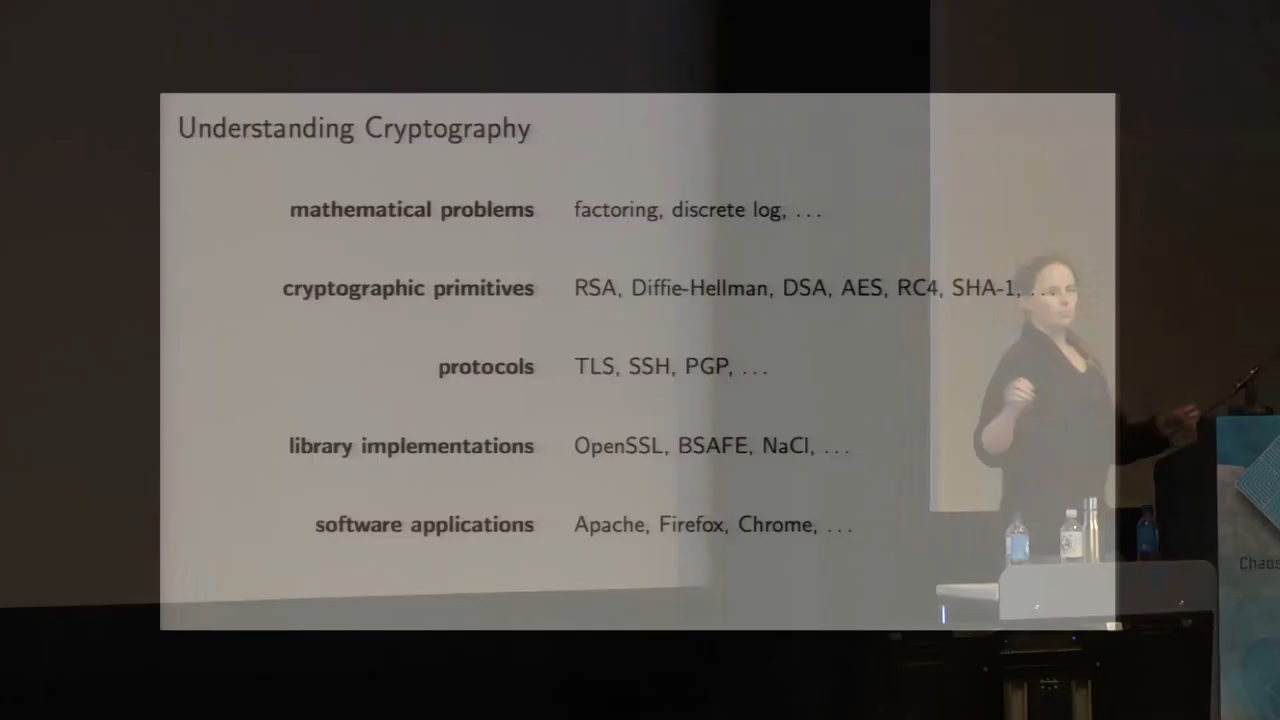 Understanding Cryptography
mathematical problems factoring, discrete log, ...
cryptographic primitives RSA, Diffie-Hellman, DSA, AES, RC4, SHA-1, ...
protocols TLS, SSH, PGP, ...
library implementations OpenSSL, BSAFE, NaCl, ...
software applications Apache, Firefox, Chrome, ...
Chaos